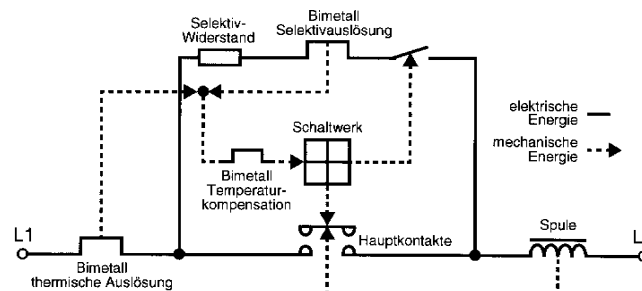 Selektiv-
Widerstand
Bimetall
Selektivauslösung
elektrische
Energie
mechanische
Energie
Schaltwerk
Bimetall
Temperatur-
kompensation
L1
Bimetall
thermische Auslösung
Hauptkontakte
Spule
L